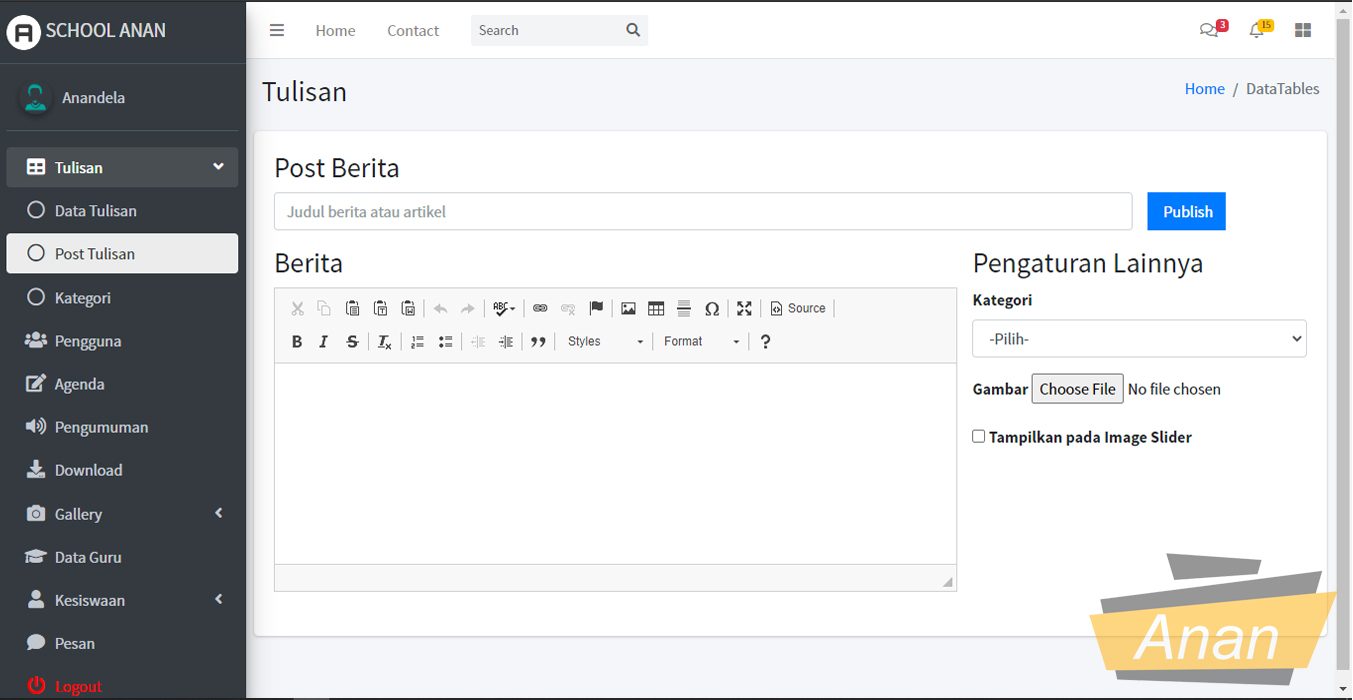 A SCHOOL ANAN
Home Contact Search 3 15
Anandela
Tulisan
Data Tulisan
Post Tulisan
Kategori
Pengguna
Agenda
Pengumuman
Download
Gallery
Data Guru
Kesiswaan
Pesan
Logout
Tulisan
Home / DataTables
Post Berita
Judul berita atau artikel Publish
Berita
ABC Ω Source
B I S Tx Styles Format ?
Pengaturan Lainnya
Kategori
-Pilih-
Gambar Choose File No file chosen
Tampilkan pada Image Slider
Anan